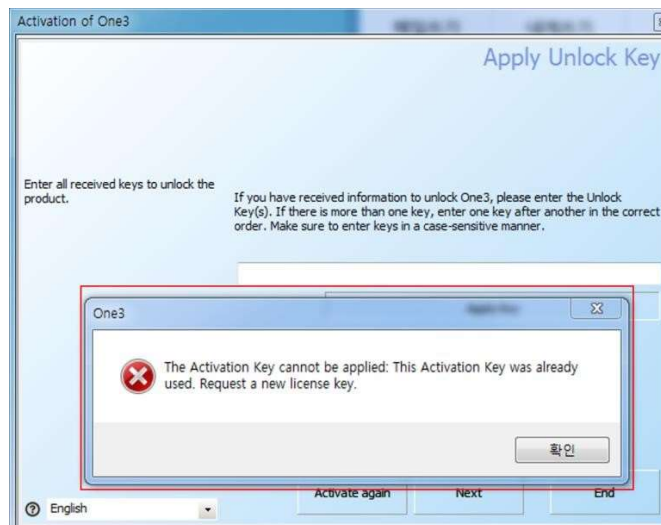 Activation of One3
Apply Unlock Key
Enter all received keys to unlock the
product.
If you have received information to unlock One3, please enter the Unlock
Key(s). If there is more than one key, enter one key after another in the correct
order. Make sure to enter keys in a case-sensitive manner.
One3
The Activation Key cannot be applied: This Activation Key was already
used. Request a new license key.
확인
Activate again
Next
End
English